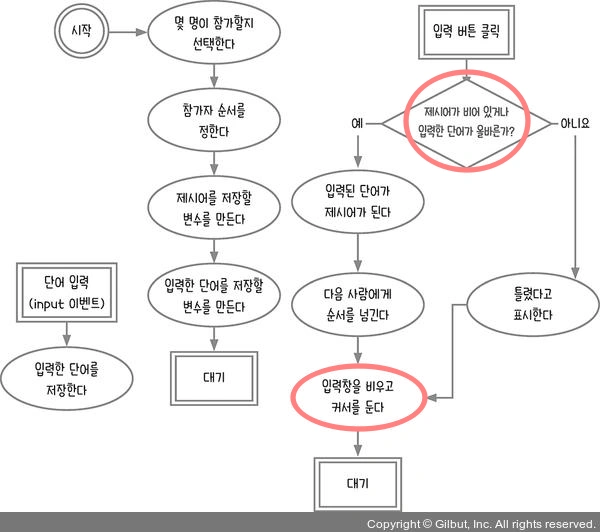 시작
몇 명이 참가할지
선택한다
참가자 순서를
정한다
제시어를 저장할
변수를 만든다
입력한 단어를 저장할
변수를 만든다
대기
단어 입력
(input 이벤트)
입력한 단어를
저장한다
입력 버튼 클릭
제시어가 비어 있거나
입력한 단어가 올바른가?
예
아니요
입력된 단어가
제시어가 된다
다음 사람에게
순서를 넘긴다
틀렸다고
표시한다
입력창을 비우고
커서를 둔다
대기
Copyright © Gilbut, Inc. All rights reserved.